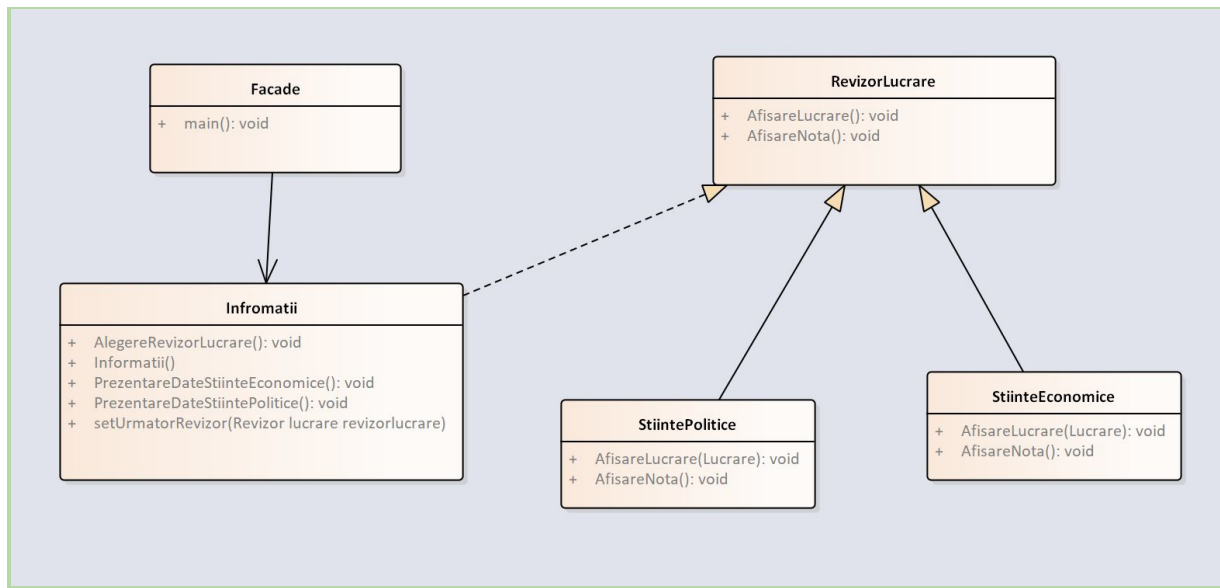 Facade
+ main(): void
RevizorLucrare
+ AfisareLucrare(): void
+ AfisareNota(): void
Infromatii
+ AlegereRevizorLucrare(): void
+ Informatii()
+ PrezentareDateStiinteEconomice(): void
+ PrezentareDateStiintePolitice(): void
+ setUrmatorRevizor(Revizor lucrare revizorlucrare)
StiintePolitice
+ AfisareLucrare(Lucrare): void
+ AfisareNota(): void
StiinteEconomice
+ AfisareLucrare(Lucrare): void
+ AfisareNota(): void